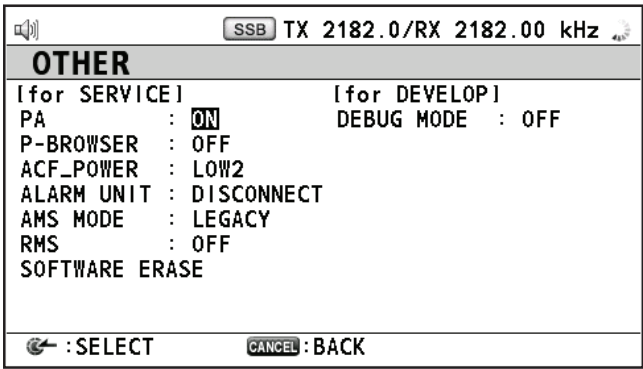 SSB TX 2182.0/RX 2182.00 kHz
OTHER
[for SERVICE] [for DEVELOP]
PA : ON DEBUG MODE : OFF
P-BROWSER : OFF
ACF_POWER : LOW2
ALARM UNIT : DISCONNECT
AMS MODE : LEGACY
RMS : OFF
SOFTWARE ERASE
:SELECT CANCEL :BACK